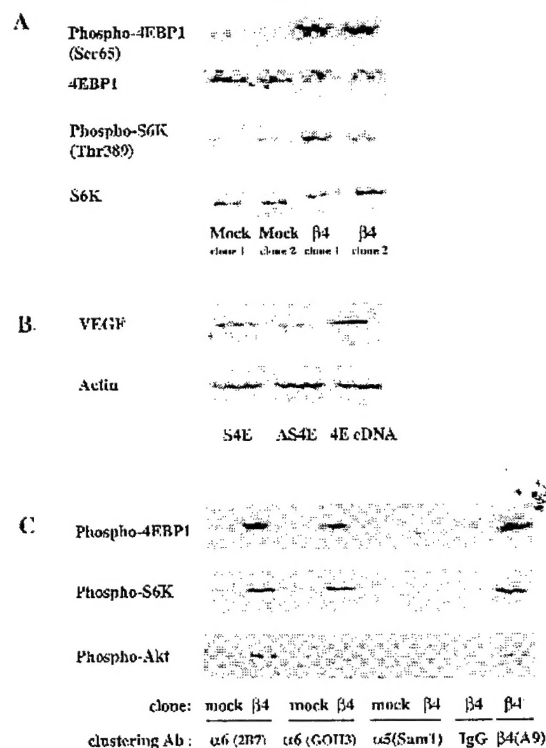 A
Phospho-4EBP1
(Ser65)
4EBP1
Phospho-S6K
(Thr389)
S6K
Mock Mock β4 β4
clone 1 clone 2 clone 1 clone 2
B.
VEGF
Actin
S4E AS4E 4E cDNA
C
Phospho-4EBP1
Phospho-S6K
Phospho-Akt
clone: mock β4 mock β4 mock β4 β4 β4
clustering Ab : α6 (2B7) α6 (GOH3) α5(Sam1) IgG β4(A9)